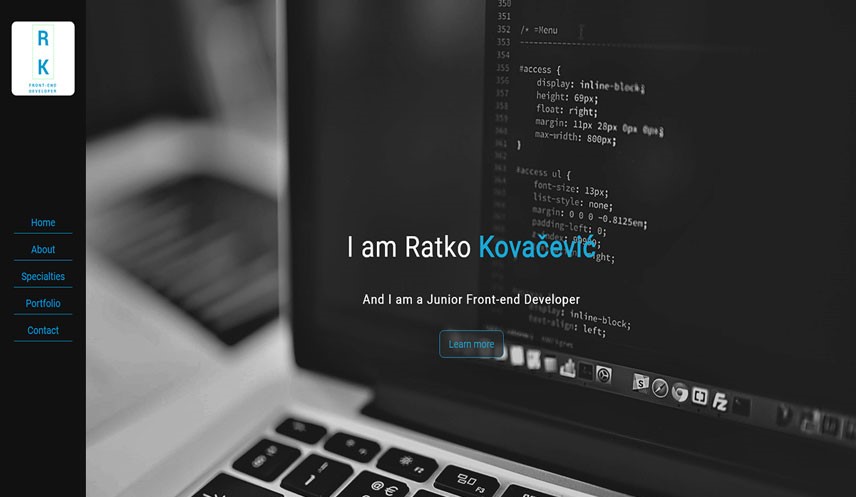 R
K
FRONT-END
DEVELOPER
Home
About
Specialties
Portfolio
Contact
I am Ratko Kovačević
And I am a Junior Front-end Developer
Learn more
350
351
352 /* =Menu
353
354
355 #access {
356 display: inline-block;
357 height: 69px;
358 float: right;
359 margin: 11px 28px 0px 0px;
360 max-width: 800px;
361 }
362
363 #access ul {
364 font-size: 13px;
365 list-style: none;
366 margin: 0 0 0 -0.8125em;
padding-left: 0;
display: inline-block;
text-align: left;
S
FZ
F2
F3
1
@
€